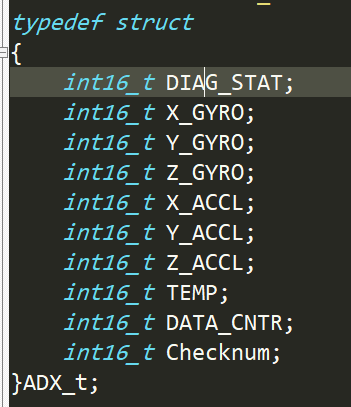 typedef struct
{
int16_t DIAG_STAT;
int16_t X_GYRO;
int16_t Y_GYRO;
int16_t Z_GYRO;
int16_t X_ACCL;
int16_t Y_ACCL;
int16_t Z_ACCL;
int16_t TEMP;
int16_t DATA_CNTR;
int16_t Checknum;
}ADX_t;